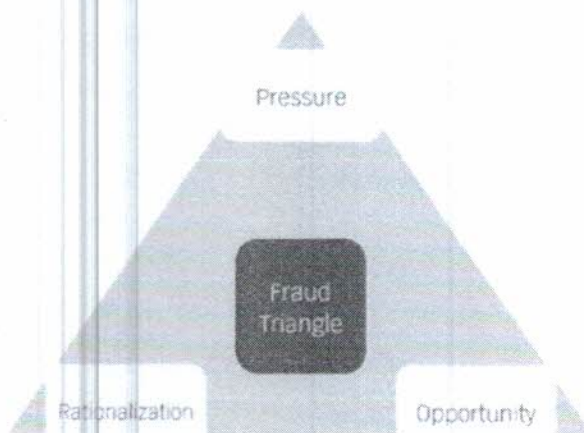 Pressure
Fraud
Triangle
Rationalization
Opportunity